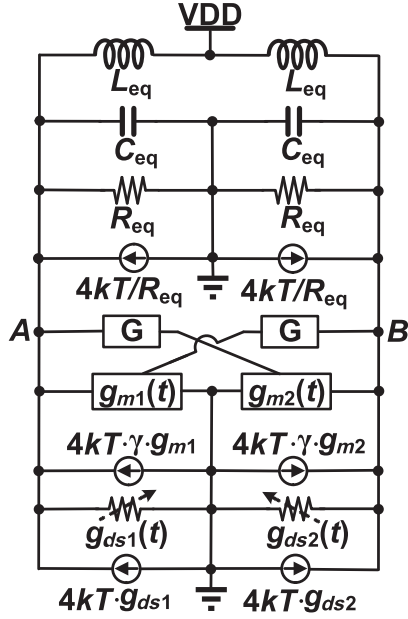 VDD
L_eq L_eq
C_eq C_eq
R_eq R_eq
4kT/R_eq 4kT/R_eq
A G G B
g_m1(t) g_m2(t)
4kT·γ·g_m1 4kT·γ·g_m2
g_ds1(t) g_ds2(t)
4kT·g_ds1 4kT·g_ds2